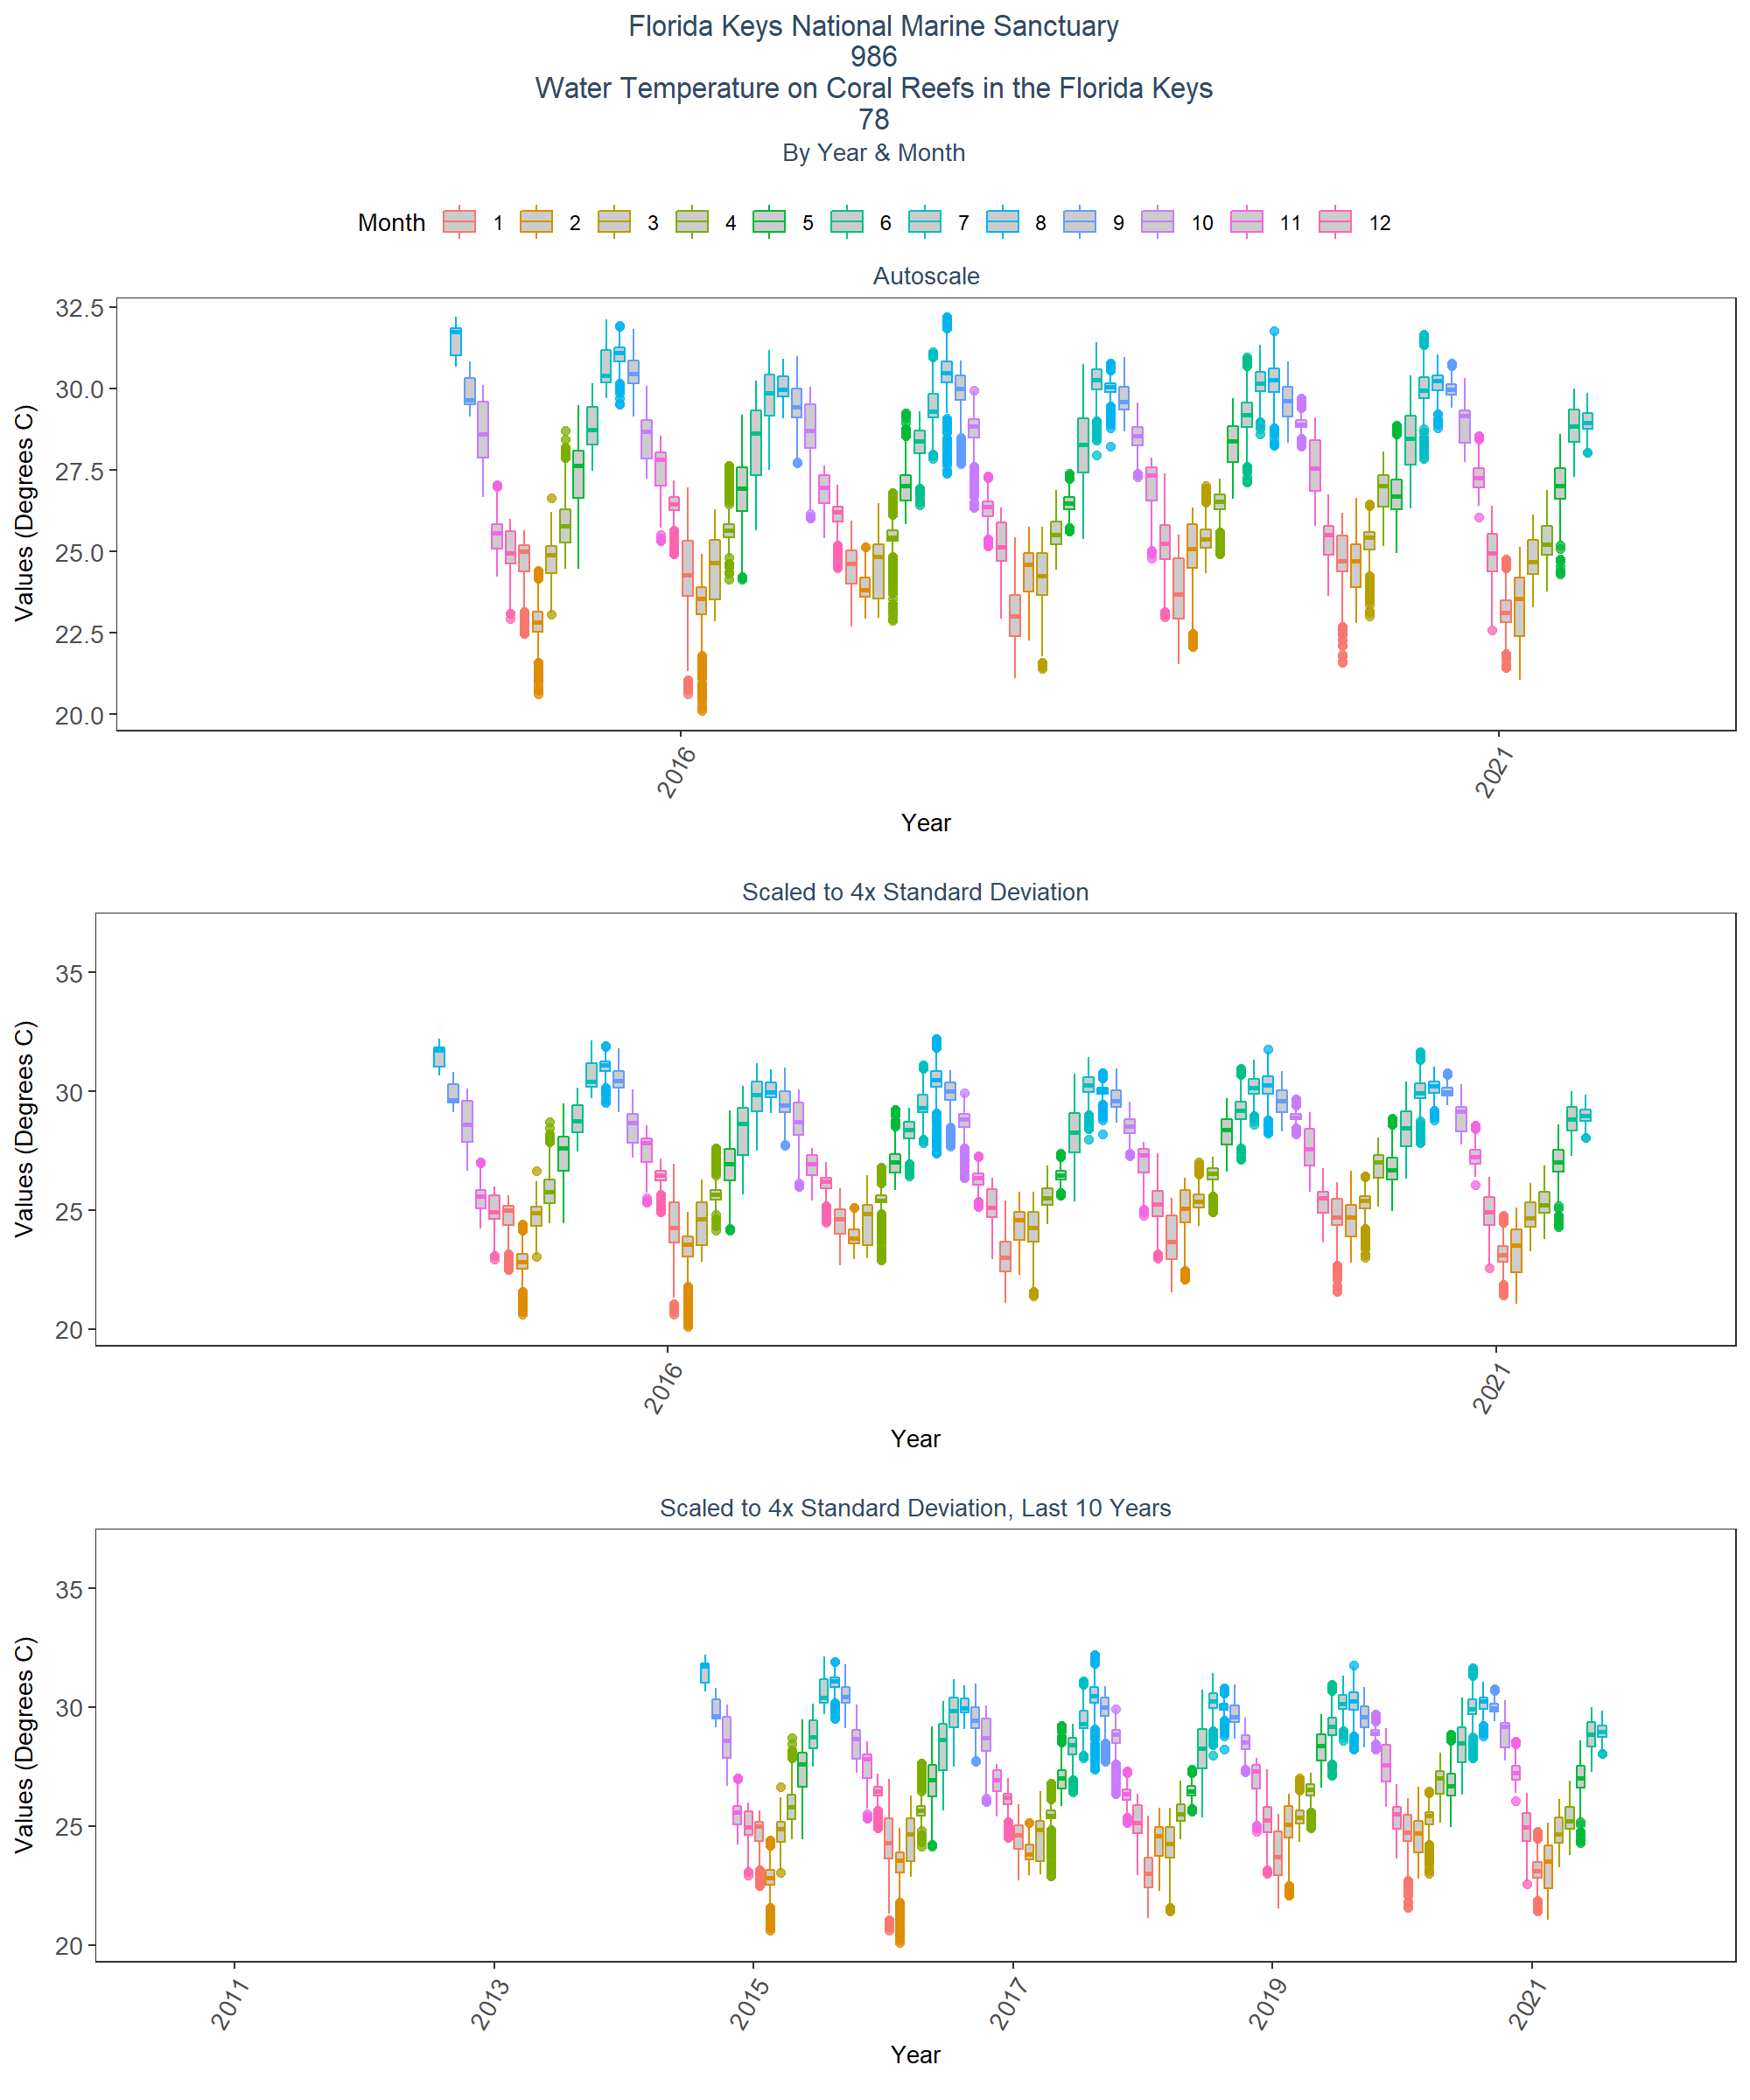 Florida Keys National Marine Sanctuary
986
Water Temperature on Coral Reefs in the Florida Keys
78
By Year & Month
Month 1 2 3 4 5 6 7 8 9 10 11 12
Autoscale
Values (Degrees C)
32.5
30.0
27.5
25.0
22.5
20.0
2016 2021
Year
Scaled to 4x Standard Deviation
Values (Degrees C)
35
30
25
20
2016 2021
Year
Scaled to 4x Standard Deviation, Last 10 Years
Values (Degrees C)
35
30
25
20
2011 2013 2015 2017 2019 2021
Year